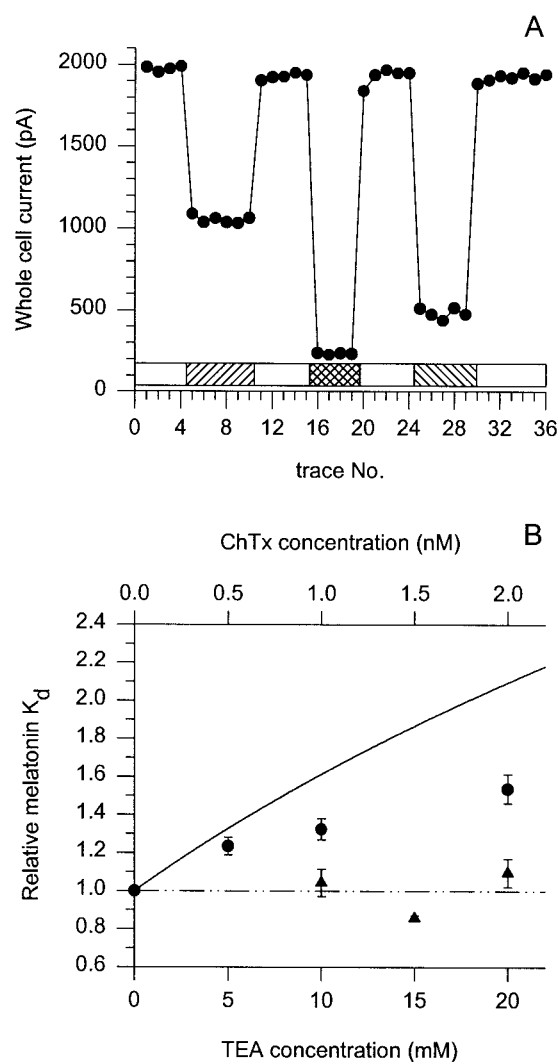 A
Whole cell current (pA)
2000
1500
1000
500
0
0 4 8 12 16 20 24 28 32 36
trace No.
B
ChTx concentration (nM)
0.0 0.5 1.0 1.5 2.0
Relative melatonin Kd
2.4
2.2
2.0
1.8
1.6
1.4
1.2
1.0
0.8
0.6
0 5 10 15 20
TEA concentration (mM)